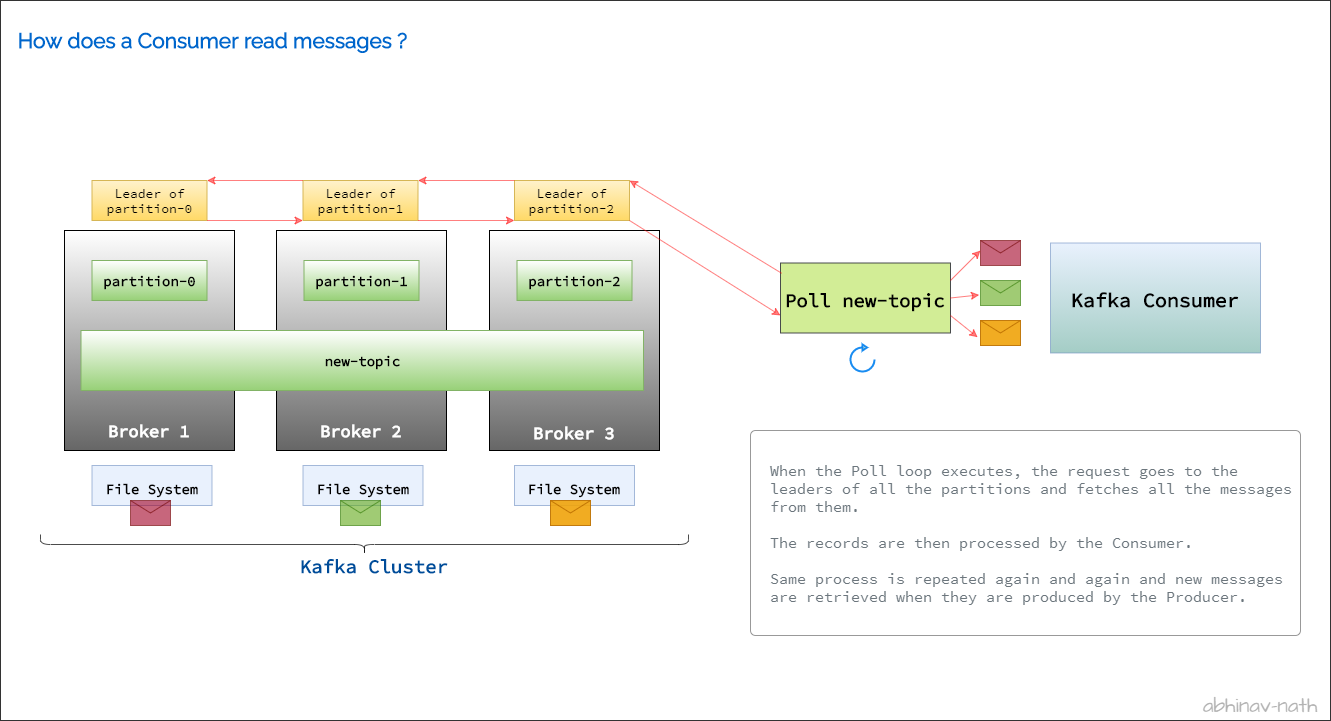 How does a Consumer read messages ?
Leader of
partition-0
Leader of
partition-1
Leader of
partition-2
partition-0
partition-1
partition-2
new-topic
Broker 1
Broker 2
Broker 3
File System
File System
File System
Kafka Cluster
Poll new-topic
Kafka Consumer
When the Poll loop executes, the request goes to the
leaders of all the partitions and fetches all the messages
from them.
The records are then processed by the Consumer.
Same process is repeated again and again and new messages
are retrieved when they are produced by the Producer.
abhinav-nath